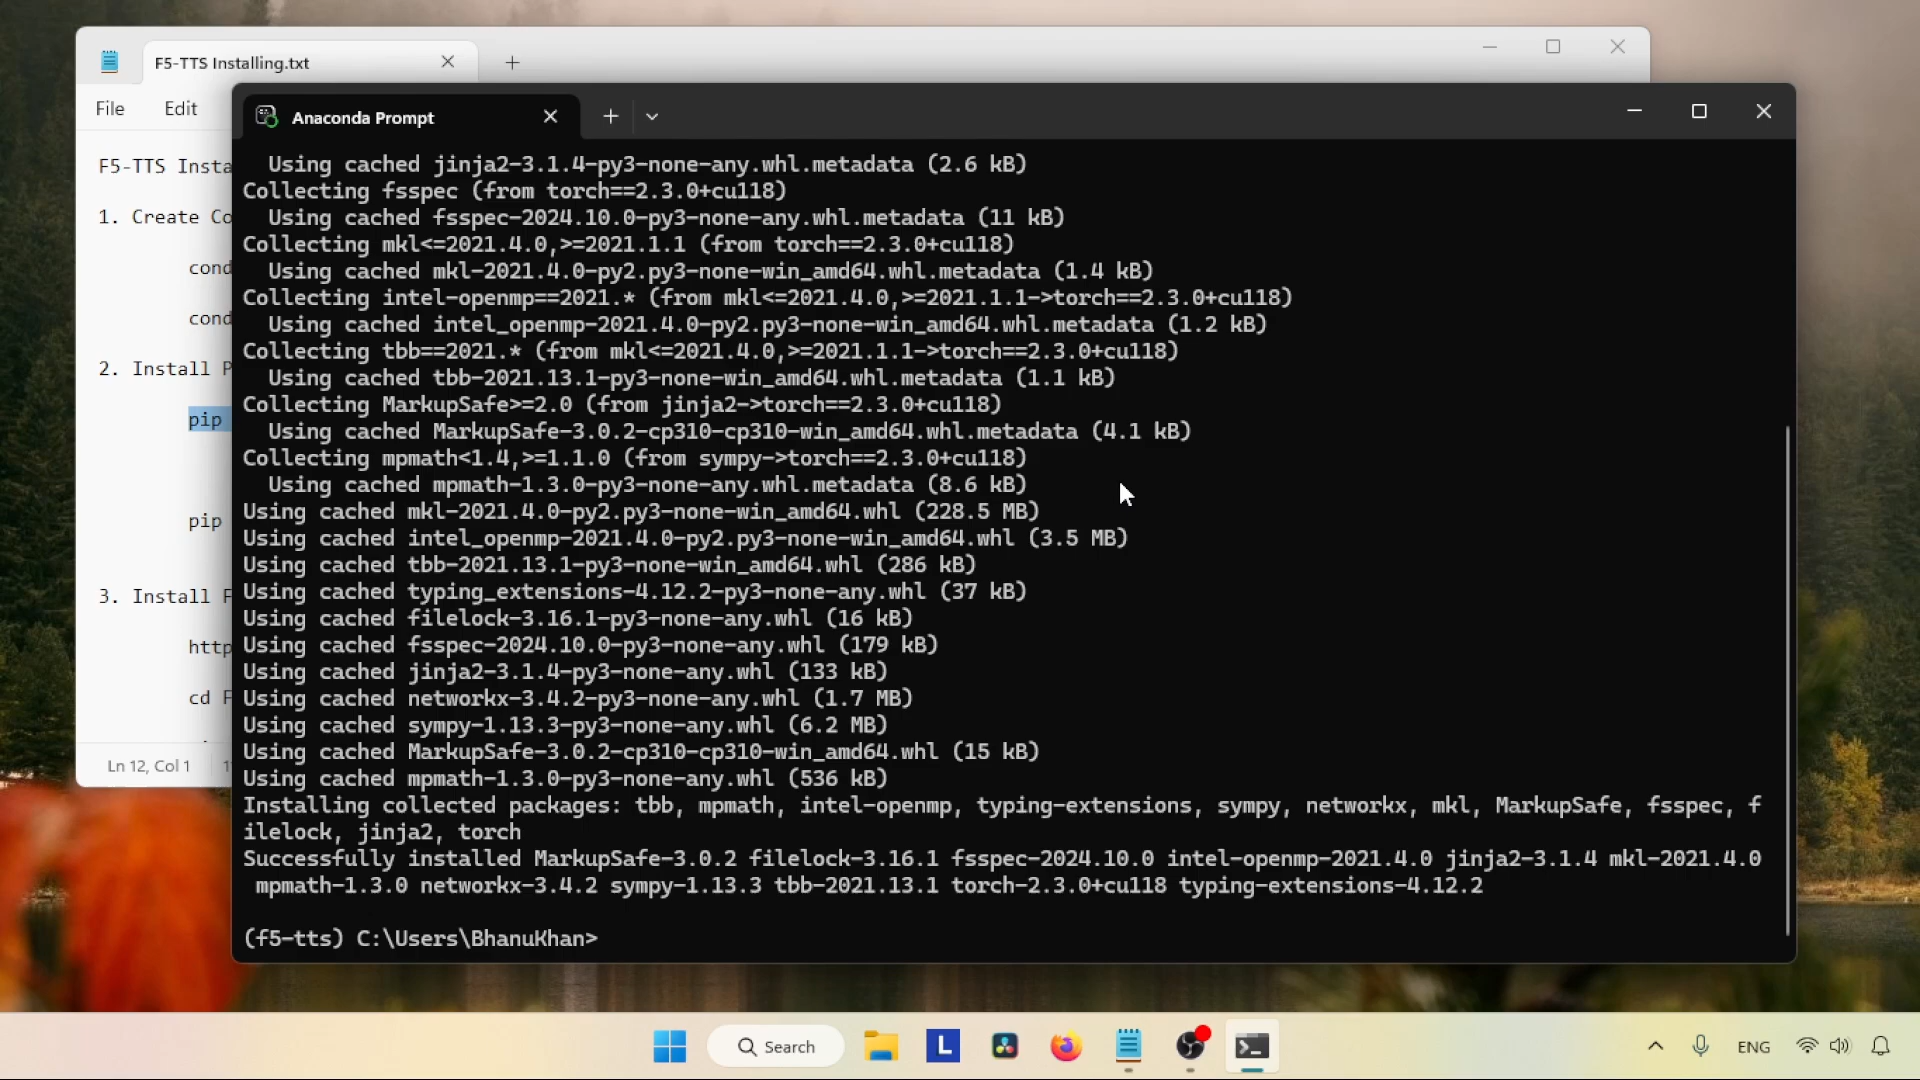 F5-TTS Installing.txt
File Edit
F5-TTS Insta
1. Create Co
cond
cond
2. Install P
pip
pip
3. Install F
http
cd F
Ln 12, Col 1
Anaconda Prompt
Using cached jinja2-3.1.4-py3-none-any.whl.metadata (2.6 kB)
Collecting fsspec (from torch==2.3.0+cu118)
Using cached fsspec-2024.10.0-py3-none-any.whl.metadata (11 kB)
Collecting mkl<=2021.4.0,>=2021.1.1 (from torch==2.3.0+cu118)
Using cached mkl-2021.4.0-py2.py3-none-win_amd64.whl.metadata (1.4 kB)
Collecting intel-openmp==2021.* (from mkl<=2021.4.0,>=2021.1.1->torch==2.3.0+cu118)
Using cached intel_openmp-2021.4.0-py2.py3-none-win_amd64.whl.metadata (1.2 kB)
Collecting tbb==2021.* (from mkl<=2021.4.0,>=2021.1.1->torch==2.3.0+cu118)
Using cached tbb-2021.13.1-py3-none-win_amd64.whl.metadata (1.1 kB)
Collecting MarkupSafe>=2.0 (from jinja2->torch==2.3.0+cu118)
Using cached MarkupSafe-3.0.2-cp310-cp310-win_amd64.whl.metadata (4.1 kB)
Collecting mpmath<1.4,>=1.1.0 (from sympy->torch==2.3.0+cu118)
Using cached mpmath-1.3.0-py3-none-any.whl.metadata (8.6 kB)
Using cached mkl-2021.4.0-py2.py3-none-win_amd64.whl (228.5 MB)
Using cached intel_openmp-2021.4.0-py2.py3-none-win_amd64.whl (3.5 MB)
Using cached tbb-2021.13.1-py3-none-win_amd64.whl (286 kB)
Using cached typing_extensions-4.12.2-py3-none-any.whl (37 kB)
Using cached filelock-3.16.1-py3-none-any.whl (16 kB)
Using cached fsspec-2024.10.0-py3-none-any.whl (179 kB)
Using cached jinja2-3.1.4-py3-none-any.whl (133 kB)
Using cached networkx-3.4.2-py3-none-any.whl (1.7 MB)
Using cached sympy-1.13.3-py3-none-any.whl (6.2 MB)
Using cached MarkupSafe-3.0.2-cp310-cp310-win_amd64.whl (15 kB)
Using cached mpmath-1.3.0-py3-none-any.whl (536 kB)
Installing collected packages: tbb, mpmath, intel-openmp, typing-extensions, sympy, networkx, mkl, MarkupSafe, fsspec, f
ilelock, jinja2, torch
Successfully installed MarkupSafe-3.0.2 filelock-3.16.1 fsspec-2024.10.0 intel-openmp-2021.4.0 jinja2-3.1.4 mkl-2021.4.0
mpmath-1.3.0 networkx-3.4.2 sympy-1.13.3 tbb-2021.13.1 torch-2.3.0+cu118 typing-extensions-4.12.2
(f5-tts) C:\Users\BhanuKhan>
Search
L
ENG